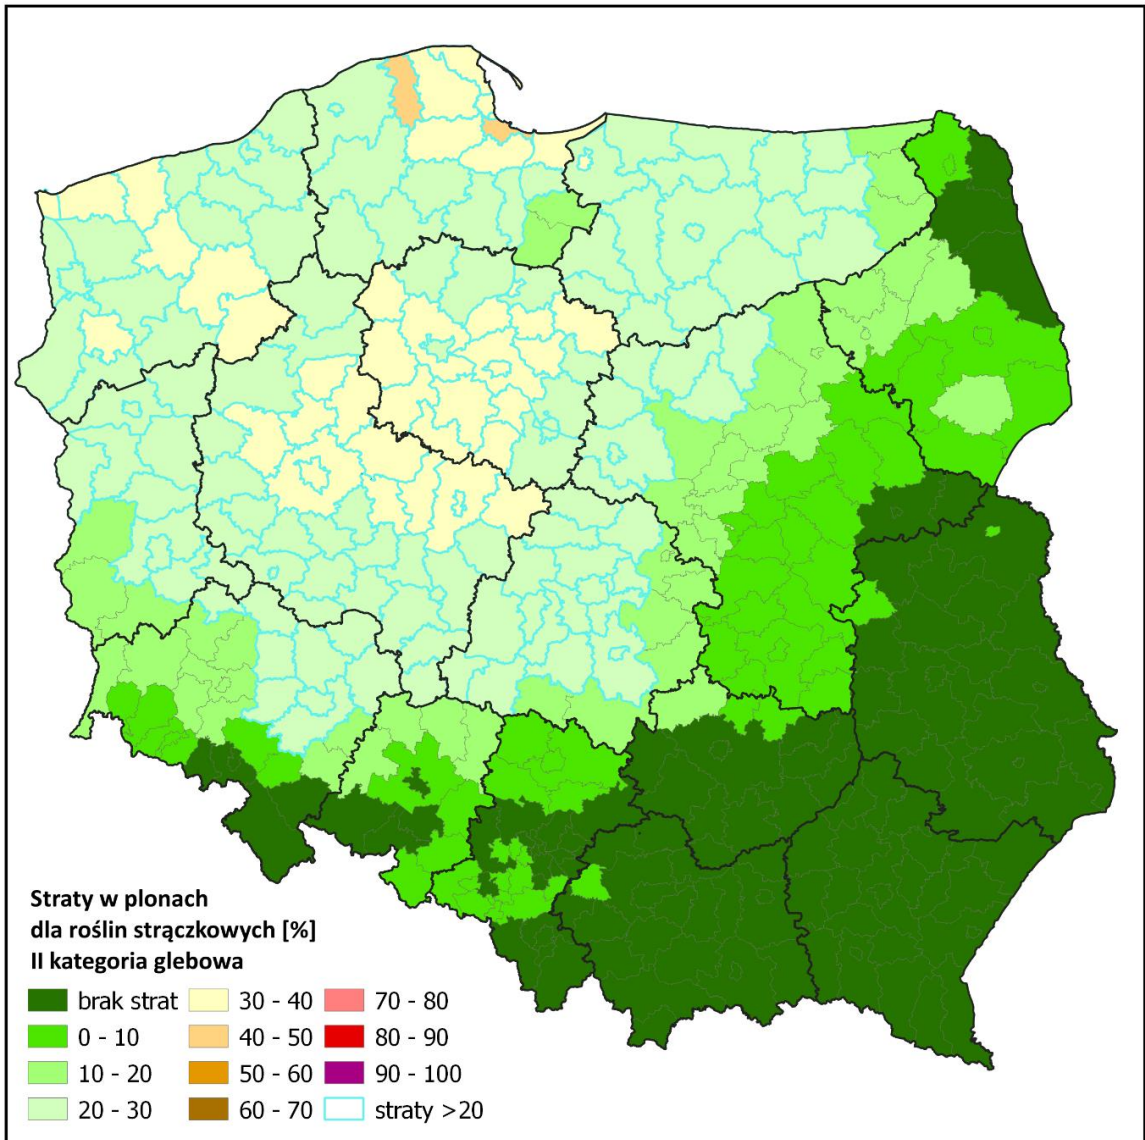 Straty w plonach
dla roślin strączkowych [%]
II kategoria glebowa
brak strat
0 - 10
10 - 20
20 - 30
30 - 40
40 - 50
50 - 60
60 - 70
70 - 80
80 - 90
90 - 100
straty >20